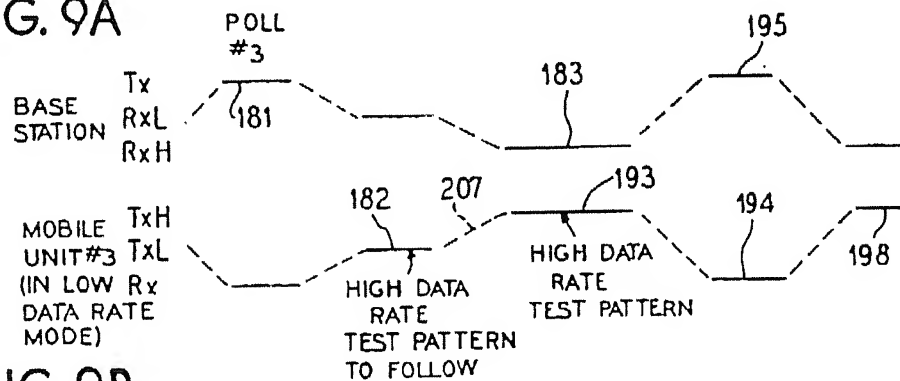 G. 9A
POLL
#3
195
Tx
183
BASE
STATION
RxL
181
RxH
182
207
193
194
TxH
MOBILE
UNIT#3
TxL
198
(IN LOW
Rx
DATA RATE
MODE)
HIGH DATA
RATE
TEST PATTERN
TO FOLLOW
HIGH DATA
RATE
TEST PATTERN